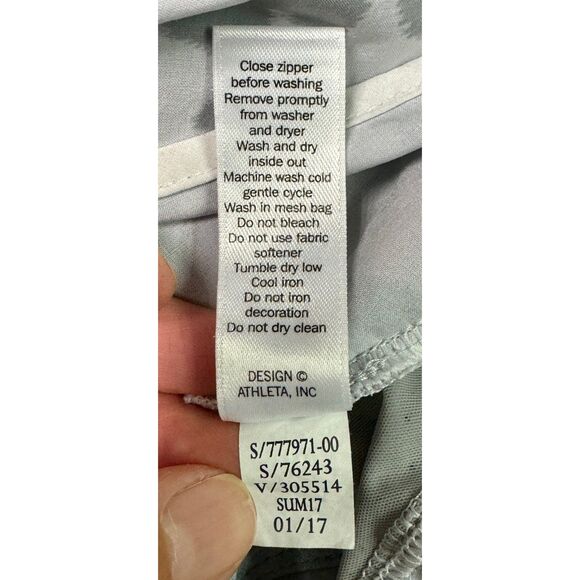 Close zipper
before washing
Remove promptly
from washer
and dryer
Wash and dry
inside out
Machine wash cold
gentle cycle
Wash in mesh bag
Do not bleach
Do not use fabric
softener
Tumble dry low
Cool iron
Do not iron
decoration
Do not dry clean
DESIGN ©
ATHLETA, INC
S/777971-00
S/76243
V/305514
SUM17
01/17